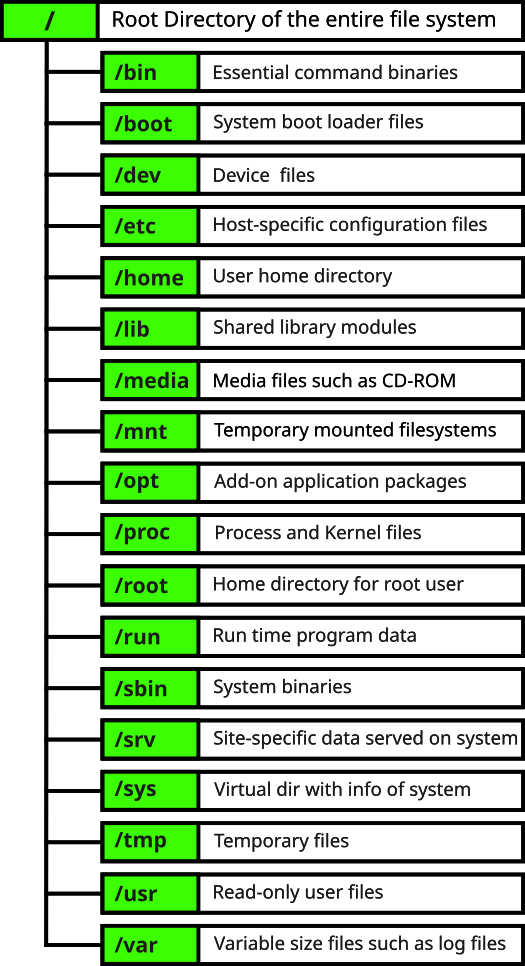 / Root Directory of the entire file system
/bin Essential command binaries
/boot System boot loader files
/dev Device  files
/etc Host-specific configuration files
/home User home directory
/lib Shared library modules
/media Media files such as CD-ROM
/mnt Temporary mounted filesystems
/opt Add-on application packages
/proc Process and Kernel files
/root Home directory for root user
/run Run time program data
/sbin System binaries
/srv Site-specific data served on system
/sys Virtual dir with info of system
/tmp Temporary files
/usr Read-only user files
/var Variable size files such as log files